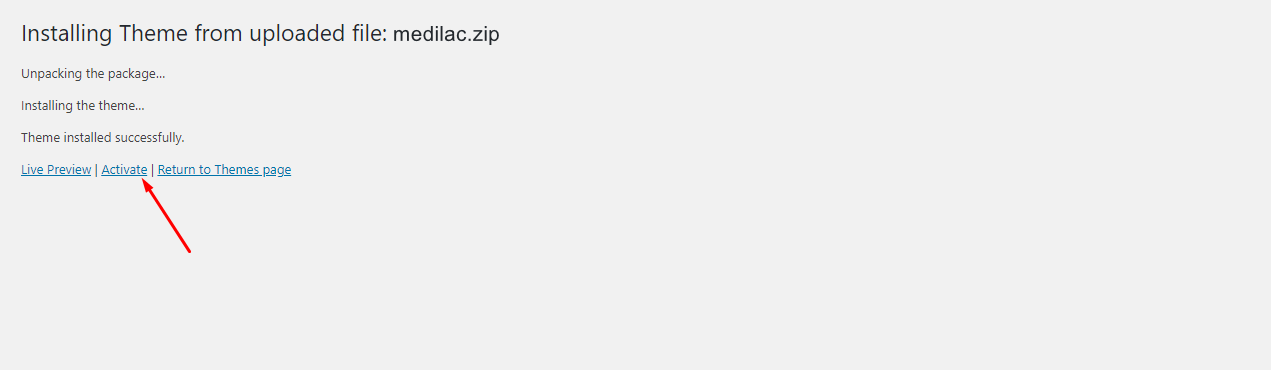 Installing Theme from uploaded file: medilac.zip
Unpacking the package…
Installing the theme…
Theme installed successfully.
Live Preview | Activate | Return to Themes page